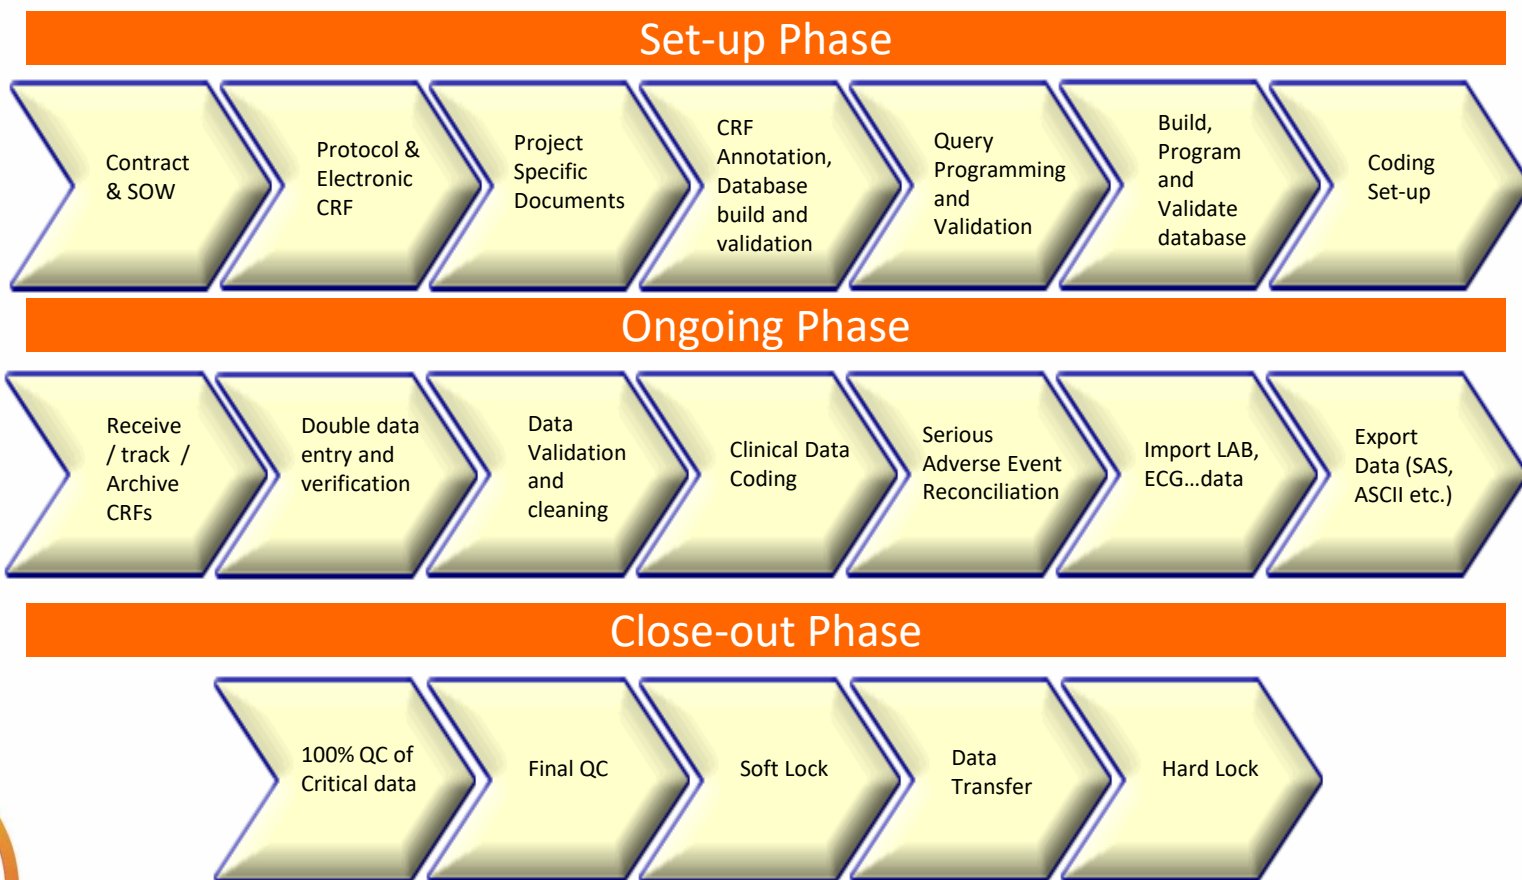 Set-up Phase
Contract
& SOW
Protocol &
Electronic
CRF
Project
Specific
Documents
CRF
Annotation,
Database
build and
validation
Query
Programming
and
Validation
Build,
Program
and
Validate
database
Coding
Set-up
Ongoing Phase
Receive
/ track /
Archive
CRFs
Double data
entry and
verification
Data
Validation
and
cleaning
Clinical Data
Coding
Serious
Adverse Event
Reconciliation
Import LAB,
ECG...data
Export
Data (SAS,
ASCII etc.)
Close-out Phase
100% QC of
Critical data
Final QC
Soft Lock
Data
Transfer
Hard Lock